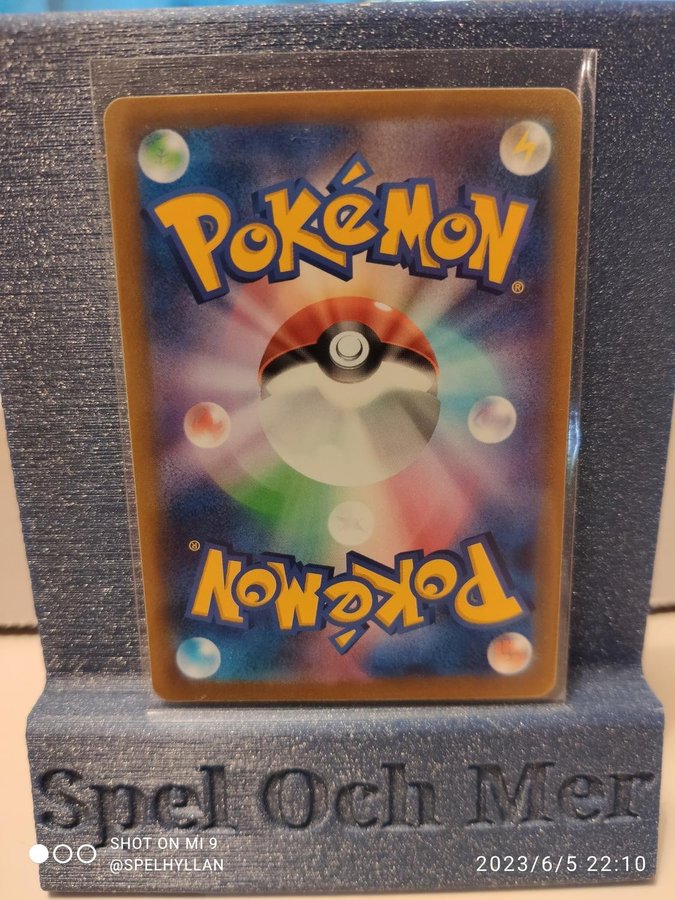 POKéMON
®
®
POKéMON
Spel Och Mer
SHOT ON MI 9
@SPELHYLLAN
2023/6/5 22:10